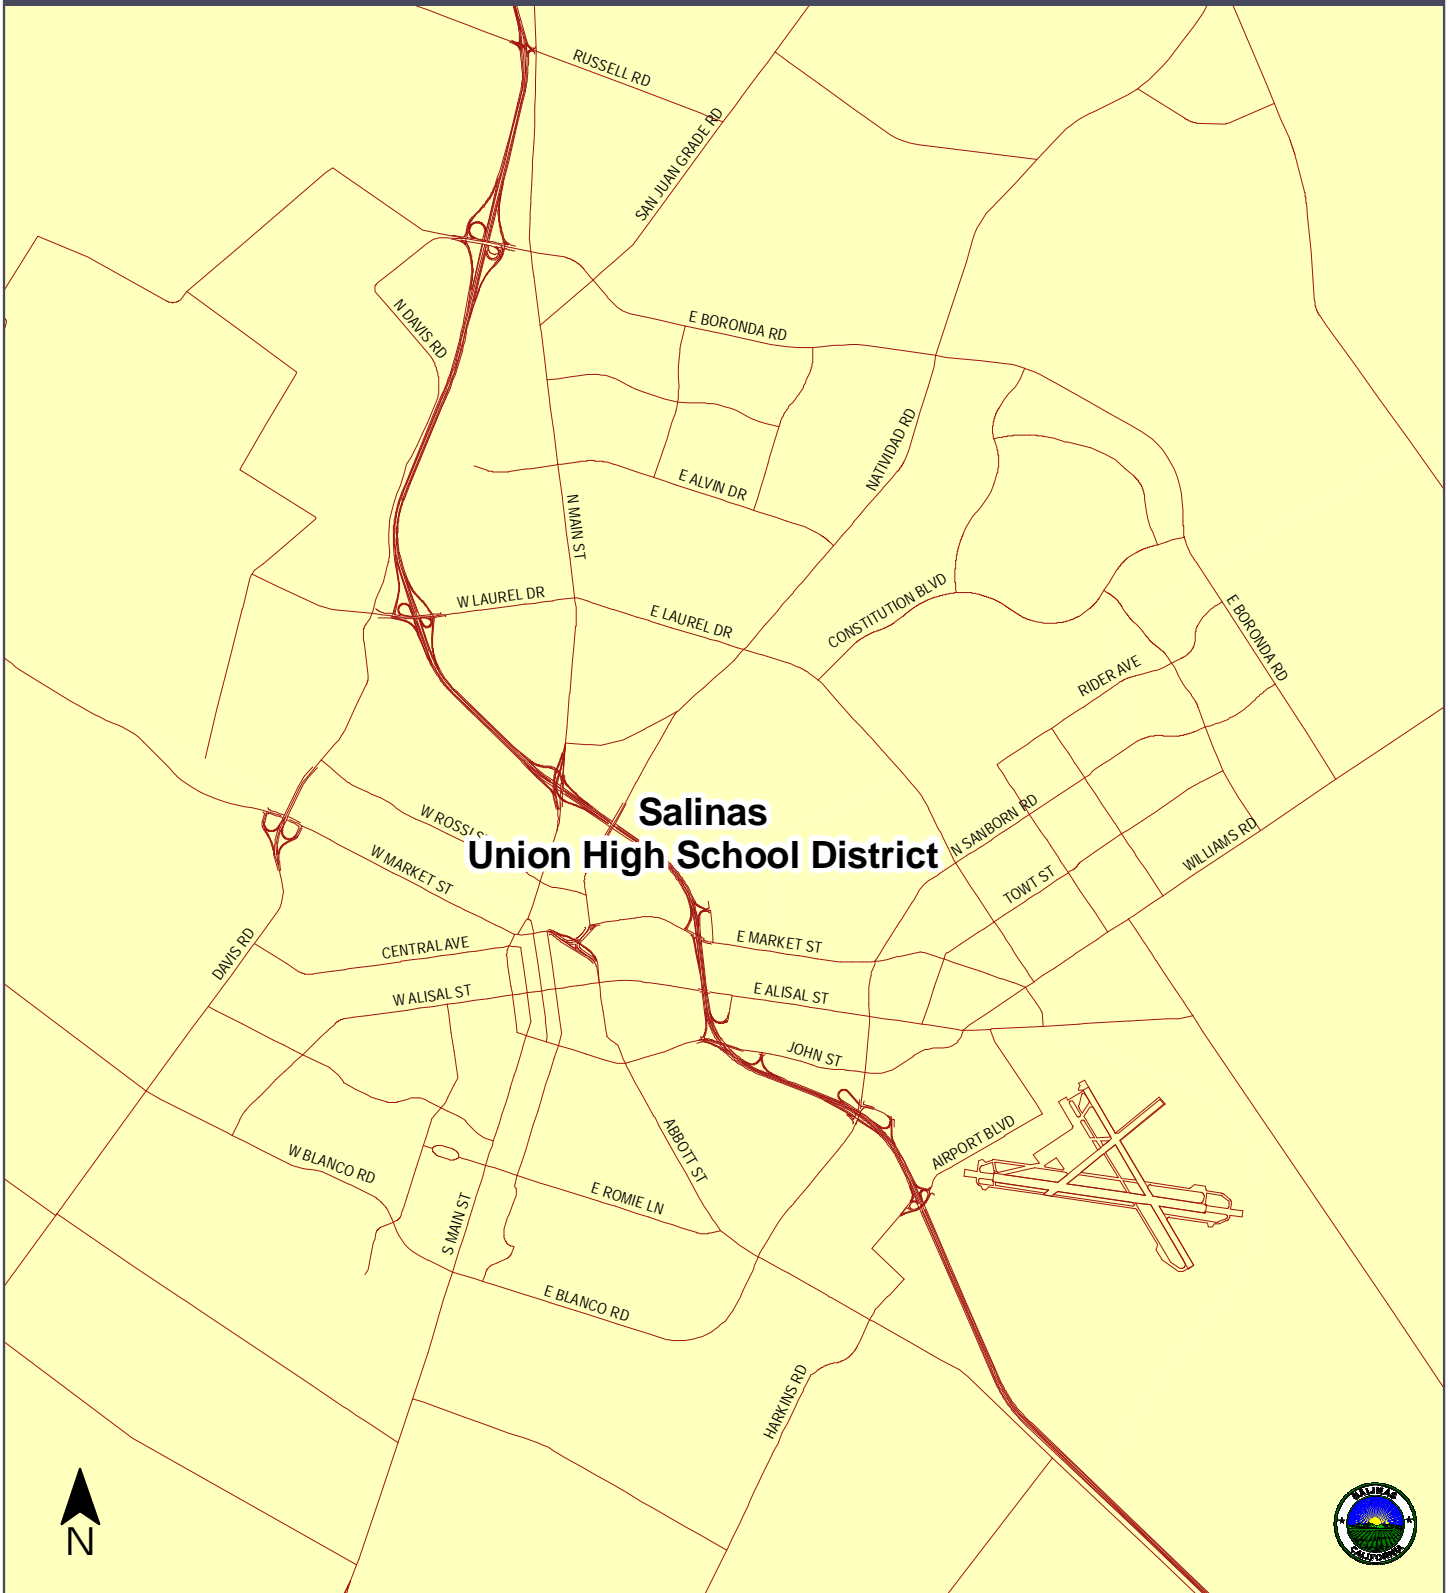 RUSSELL RD
SAN JUAN GRADE RD
N DAVIS RD
E BORONDA RD
NATIVIDAD RD
E ALVIN DR
N MAIN ST
W LAUREL DR
E LAUREL DR
CONSTITUTION BLVD
E BORONDA RD
RIDER AVE
Salinas
Union High School District
W ROSSI S
N SANBORN RD
WILLIAMS RD
W MARKET ST
TOWT ST
E MARKET ST
CENTRAL AVE
DAVIS RD
W ALISAL ST
E ALISAL ST
JOHN ST
ABBOTT ST
AIRPORT BLVD
W BLANCO RD
E ROMIE LN
S MAIN ST
E BLANCO RD
HARKINS RD
N
SALINAS
CALIFORNIA